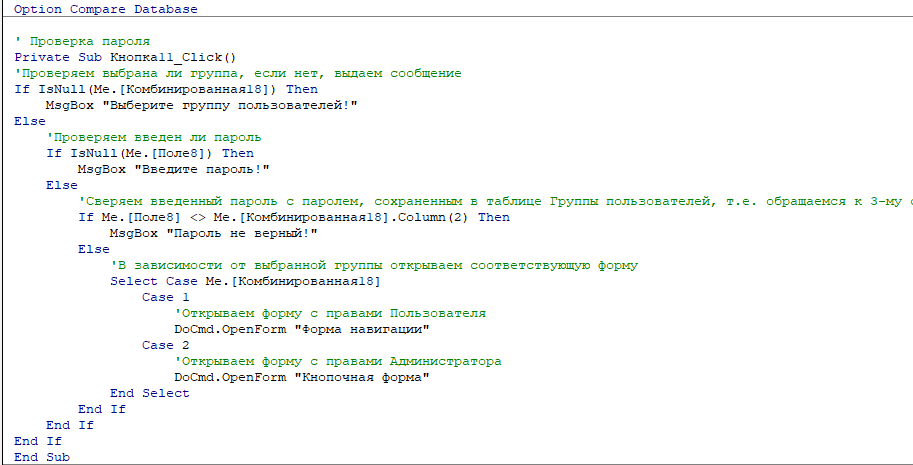 Option Compare Database
' Проверка пароля
Private Sub Кнопка11_Click()
'Проверяем выбрана ли группа, если нет, выдаем сообщение
If IsNull(Me.[Комбинированная18]) Then
MsgBox "Выберите группу пользователей!"
Else
'Проверяем введен ли пароль
If IsNull(Me.[Поле8]) Then
MsgBox "Введите пароль!"
Else
'Сверяем введенный пароль с паролем, сохраненным в таблице Группы пользователей, т.е. обращаемся к 3-му
If Me.[Поле8] <> Me.[Комбинированная18].Column(2) Then
MsgBox "Пароль не верный!"
Else
'В зависимости от выбранной группы открываем соответствующую форму
Select Case Me.[Комбинированная18]
Case 1
'Открываем форму с правами Пользователя
DoCmd.OpenForm "Форма навигации"
Case 2
'Открываем форму с правами Администратора
DoCmd.OpenForm "Кнопочная форма"
End Select
End If
End If
End If
End Sub